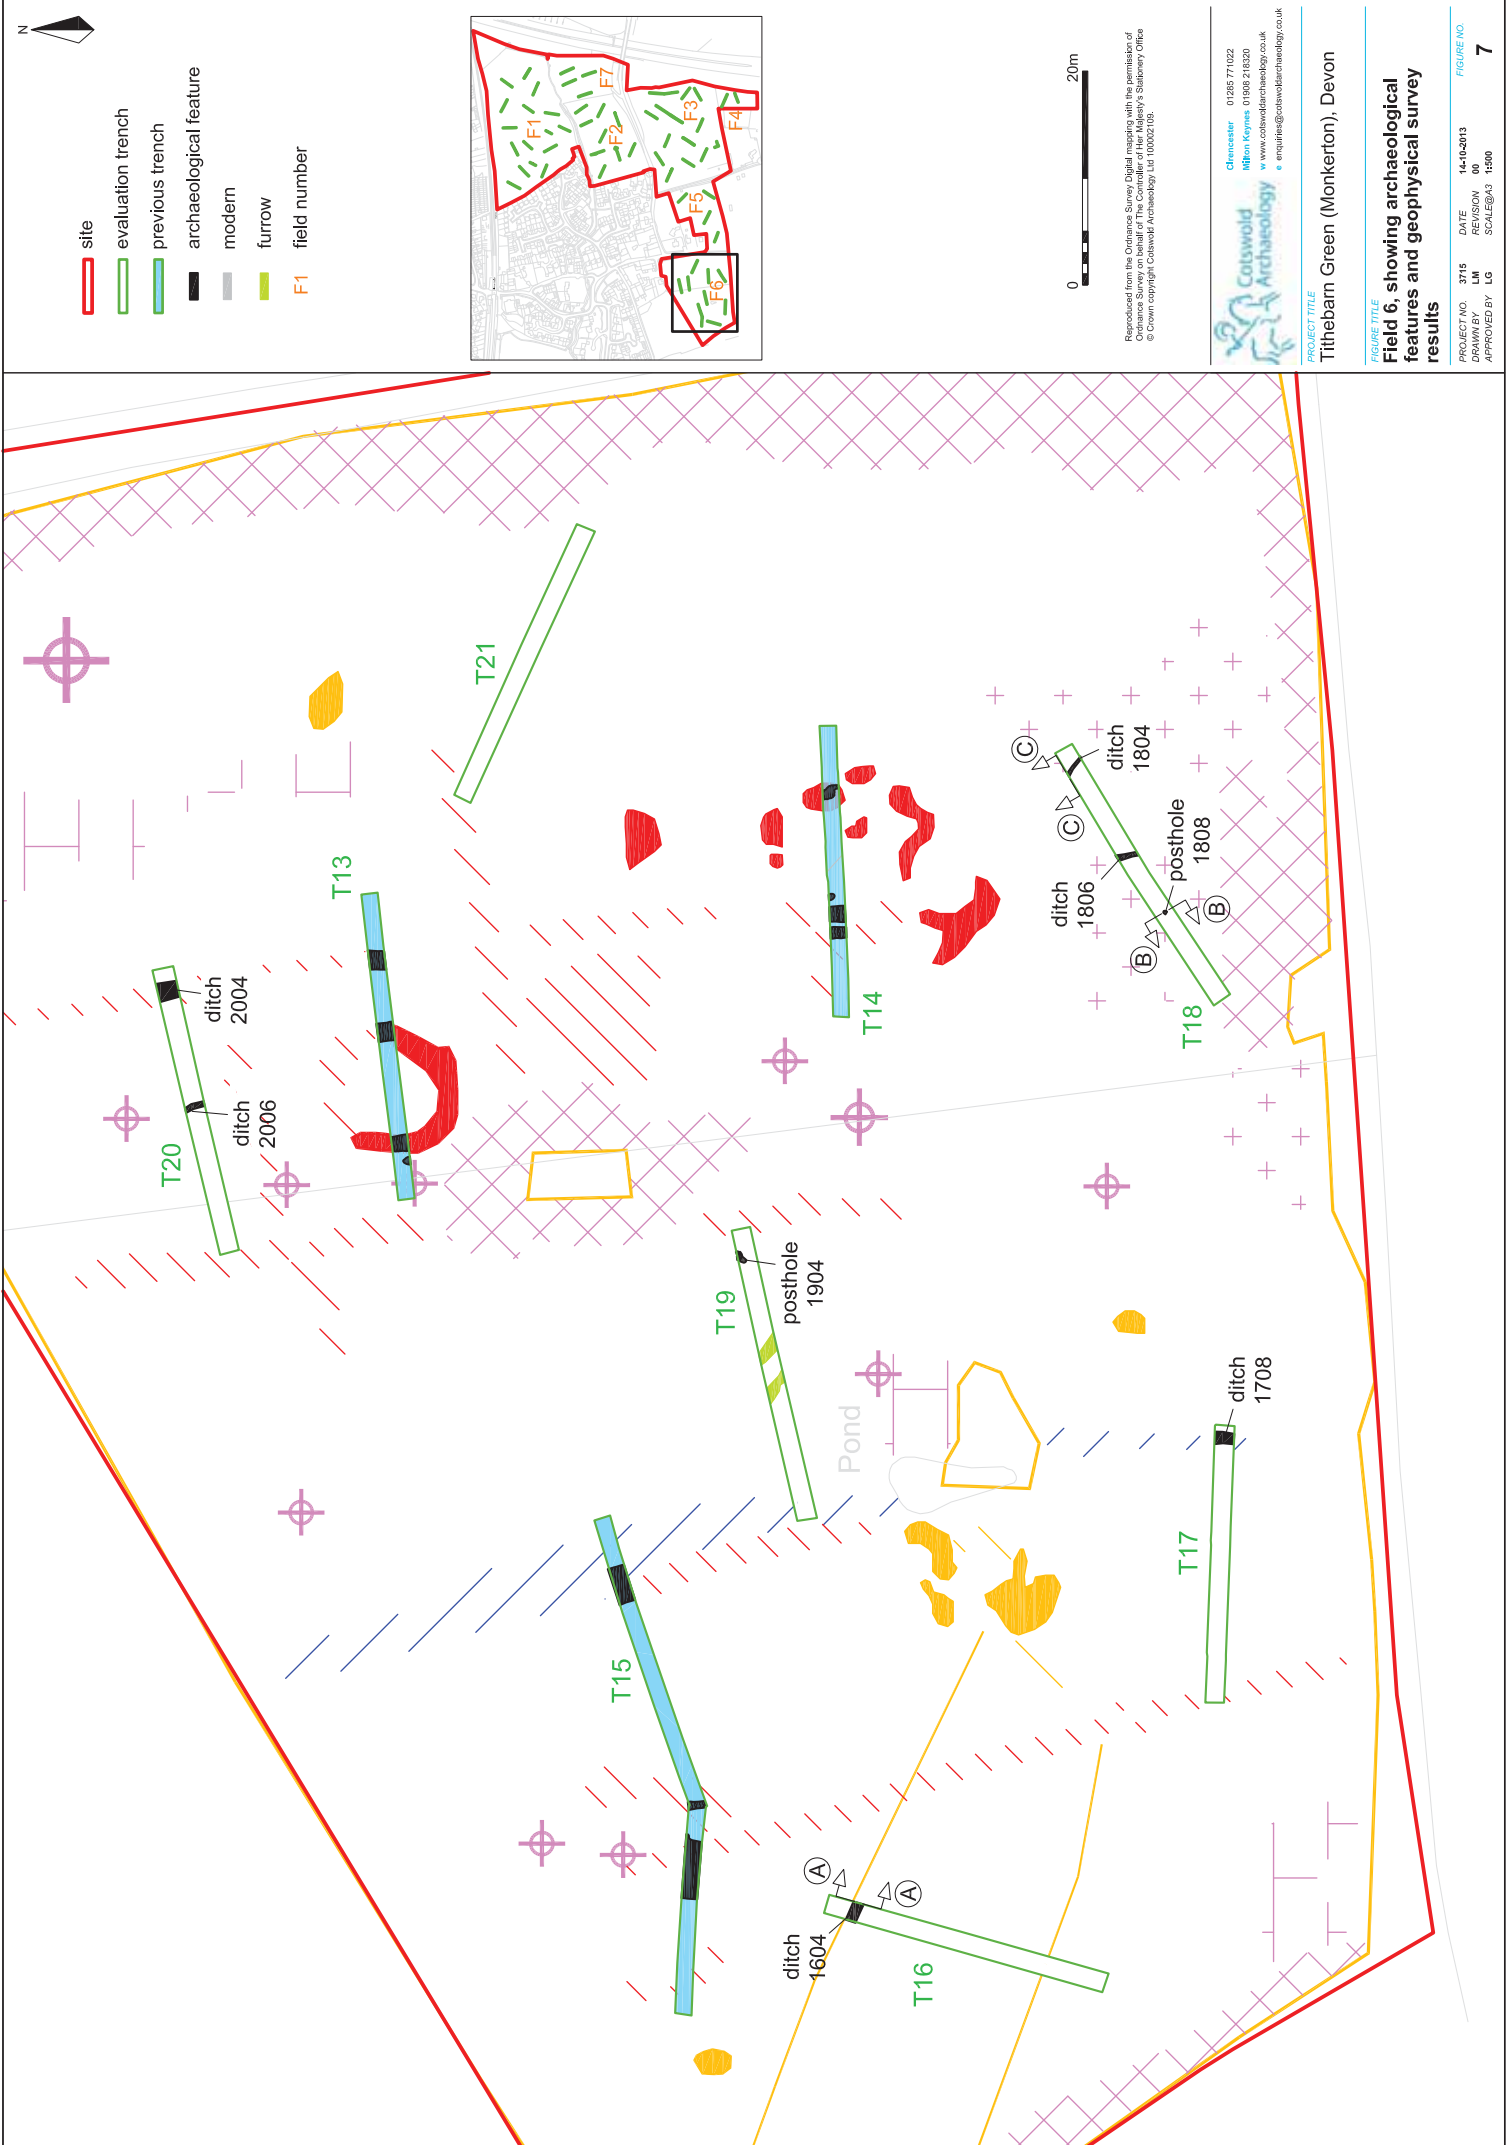 N
site
evaluation trench
previous trench
archaeological feature
modern
furrow
F1 field number
F1
F2
F7
F3
F4
F5
F6
0 20m
Reproduced from the Ordnance Survey Digital mapping with the permission of
Ordnance Survey on behalf of The Controller of Her Majesty's Stationery Office
© Crown copyright Cotswold Archaeology Ltd 100002109.
Cotswold
Archaeology
Cirencester 01285 771022
Milton Keynes 01908 218320
w www.cotswoldarchaeology.co.uk
e enquiries@cotswoldarchaeology.co.uk
PROJECT TITLE
Tithebarn Green (Monkerton), Devon
FIGURE TITLE
Field 6, showing archaeological
features and geophysical survey
results
PROJECT NO. 3715 DATE 14-10-2013
DRAWN BY LM REVISION 00
APPROVED BY LG SCALE@A3 1:500
FIGURE NO.
7
T20
ditch
2004
ditch
2006
T13
T21
T15
T19
posthole
1904
Pond
T14
T16
ditch
1604
A
A
T17
ditch
1708
T18
ditch
1806
ditch
1804
posthole
1808
B
B
C
C